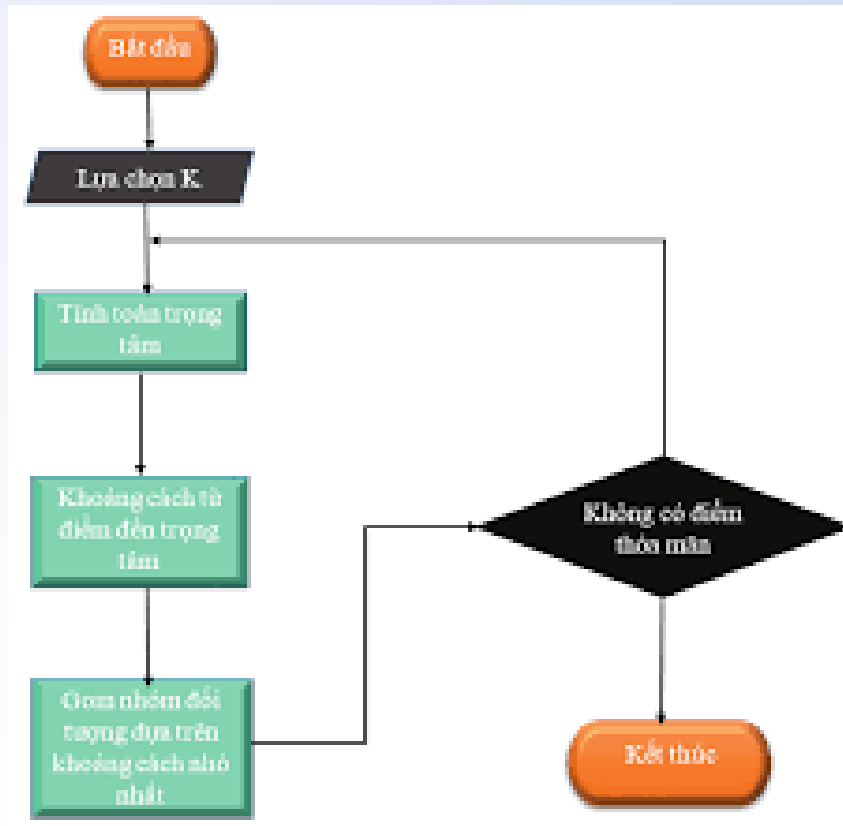 Bắt đầu
Lựa chọn K
Tính toán trọng
tâm
Khoảng cách từ
điểm đến trọng
tâm
Gom nhóm đối
tượng dựa trên
khoảng cách nhỏ
nhất
Không có điểm
thỏa mãn
Kết thúc